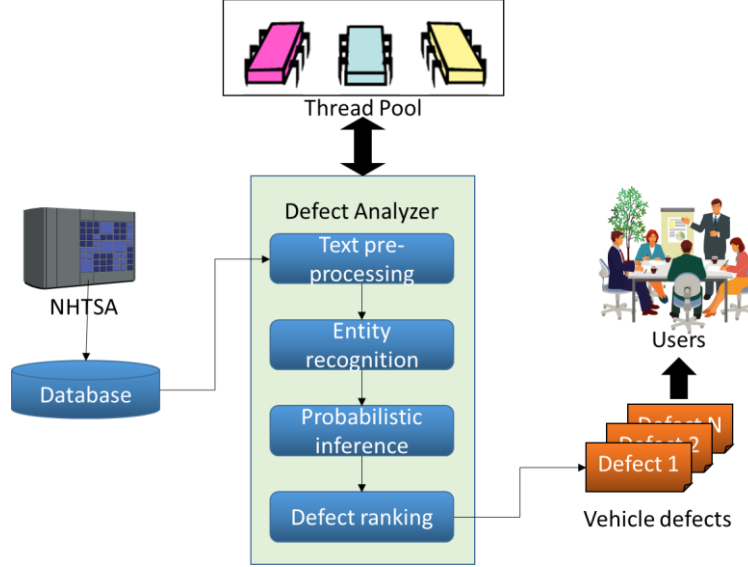 Thread Pool
Defect Analyzer
Text pre-
processing
NHTSA
Entity
recognition
Users
Database
Probabilistic
inference
Defect N
Defect 2
Defect 1
Defect ranking
Vehicle defects